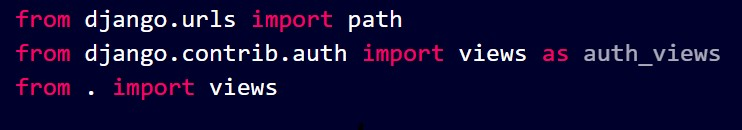 from django.urls import path
from django.contrib.auth import views as auth_views
from . import views